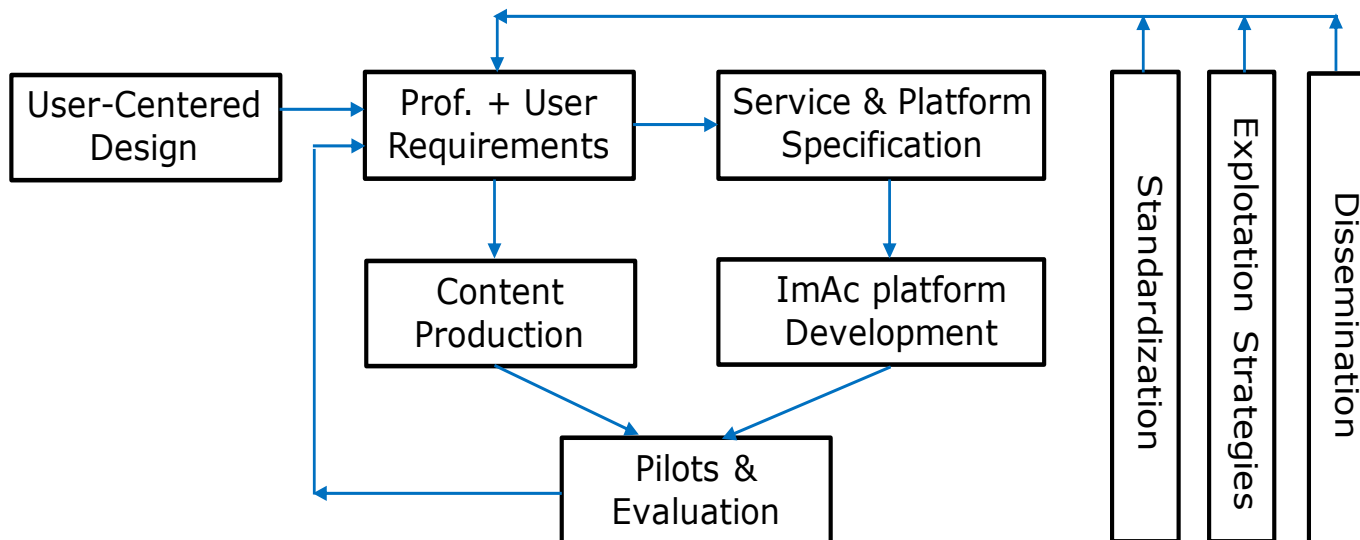 User-Centered
Design
Prof. + User
Requirements
Service & Platform
Specification
Content
Production
ImAc platform
Development
Pilots &
Evaluation
Standardization
Explotation Strategies
Dissemination